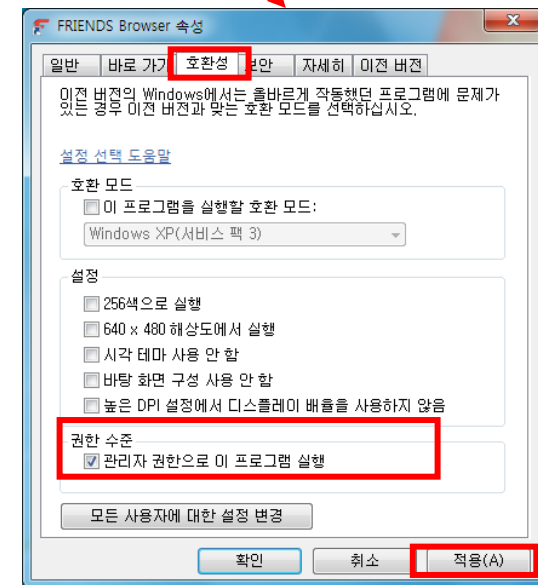 FRIENDS Browser 속성
일반 바로 가기 호환성 보안 자세히 이전 버전
이전 버전의 Windows에서는 올바르게 작동했던 프로그램에 문제가
있는 경우 이전 버전과 맞는 호환 모드를 선택하십시오.
설정 선택 도움말
호환 모드
이 프로그램을 실행할 호환 모드:
Windows XP(서비스 팩 3)
설정
256색으로 실행
640 x 480 해상도에서 실행
시각 테마 사용 안 함
바탕 화면 구성 사용 안 함
높은 DPI 설정에서 디스플레이 배율을 사용하지 않음
권한 수준
관리자 권한으로 이 프로그램 실행
모든 사용자에 대한 설정 변경
확인 취소 적용(A)